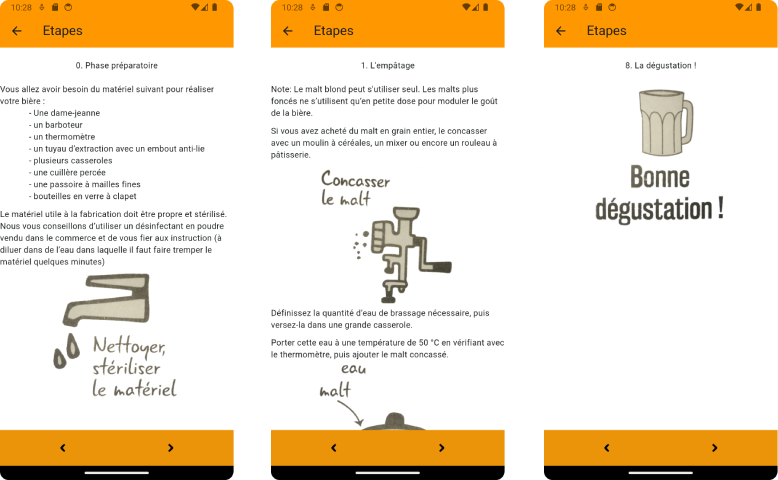 10:28
Etapes
0. Phase préparatoire
Vous allez avoir besoin du matériel suivant pour réaliser
votre bière :
- Une dame-jeanne
- un barboteur
- un thermomètre
- un tuyau d'extraction avec un embout anti-lie
- plusieurs casseroles
- une cuillère percée
- une passoire à mailles fines
- bouteilles en verre à clapet
Le matériel utile à la fabrication doit être propre et stérilisé.
Nous vous conseillons d'utiliser un désinfectant en poudre
vendu dans le commerce et de vous fier aux instruction (à
diluer dans de l'eau dans laquelle il faut faire tremper le
matériel quelques minutes)
Nettoyer,
stériliser
le matériel
10:28
Etapes
1. L'empâtage
Note: Le malt blond peut s'utiliser seul. Les malts plus
foncés ne s'utilisent qu'en petite dose pour moduler le goût
de la bière.
Si vous avez acheté du malt en grain entier, le concasser
avec un moulin à céréales, un mixer ou encore un rouleau à
pâtisserie.
Concasser
le malt
Définissez la quantité d'eau de brassage nécessaire, puis
versez-la dans une grande casserole.
Porter cette eau à une température de 50 °C en vérifiant avec
le thermomètre, puis ajouter le malt concassé.
eau
malt
10:28
Etapes
8. La dégustation !
Bonne
dégustation !